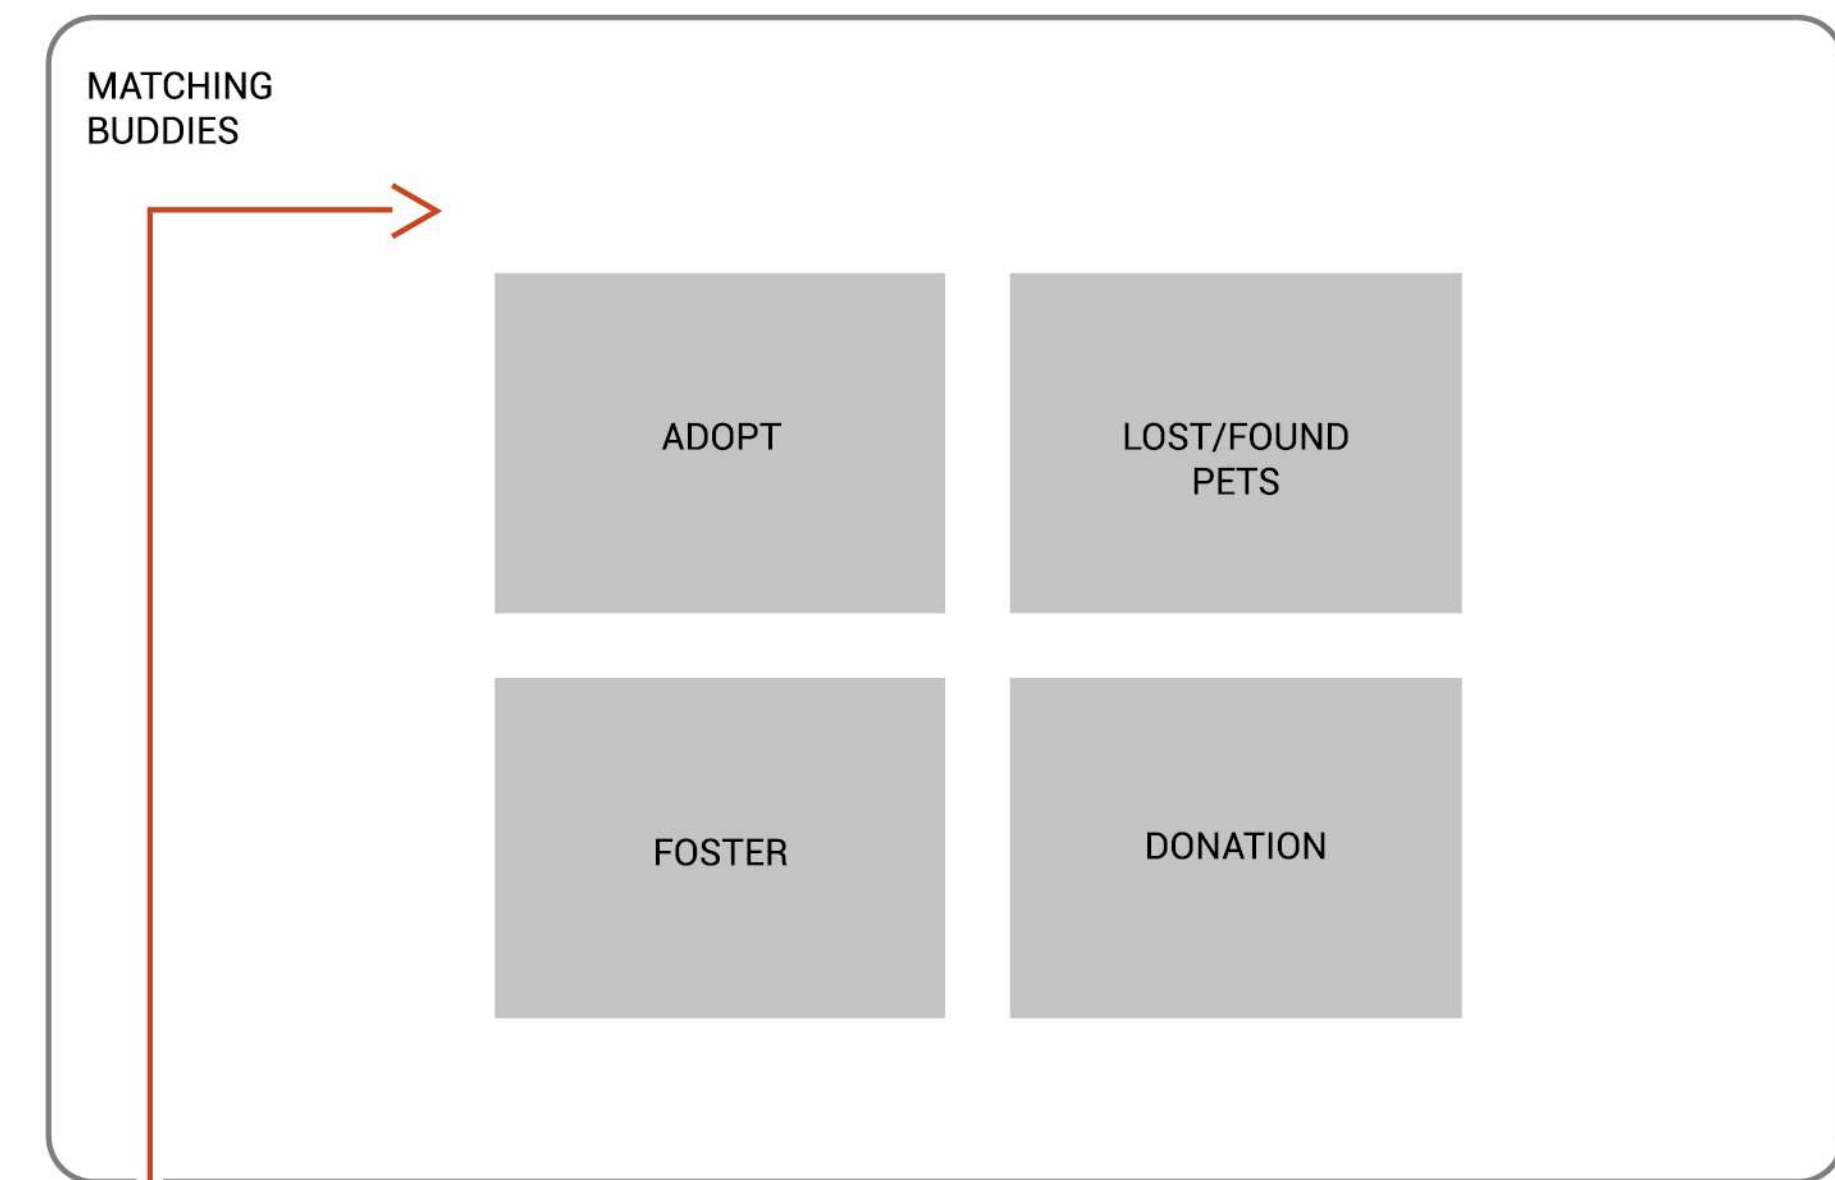 MATCHING
BUDDIES
ADOPT
LOST/FOUND
PETS
FOSTER
DONATION